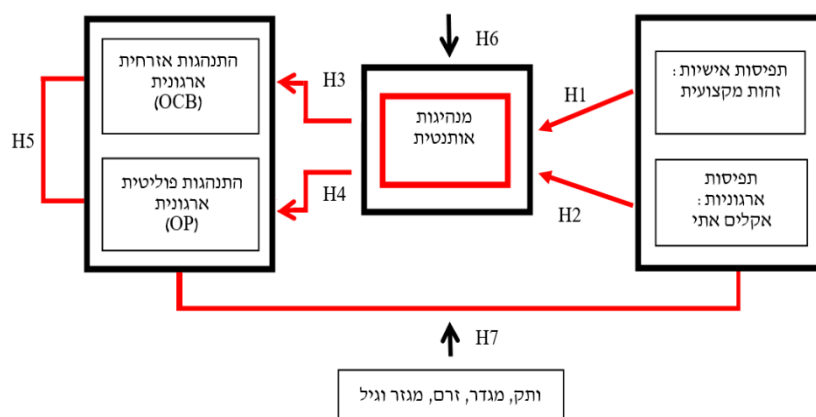 תפיסות אישיות:
זהות מקצועית
תפיסות
ארגוניות:
אקלים אתי
H1
H2
H6
מנהיגות
אותנטית
H3
H4
התנהגות אזרחית
ארגונית
(OCB)
התנהגות פוליטית
ארגונית
(OP)
H5
H7
ותק, מגדר, זרם, מגזר וגיל